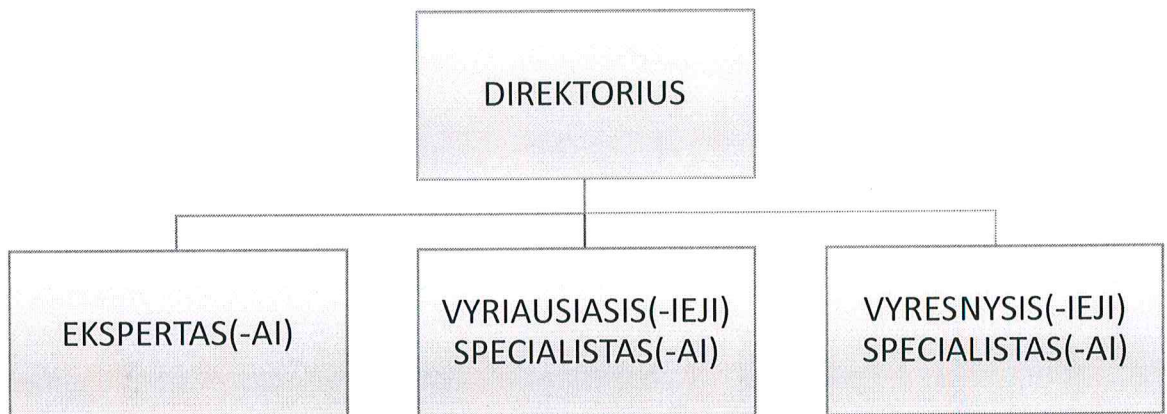 DIREKTORIUS
EKSPERTAS(-AI)
VYRIAUSIASIS(-IEJI)
SPECIALISTAS(-AI)
VYRESNYSIS(-IEJI)
SPECIALISTAS(-AI)